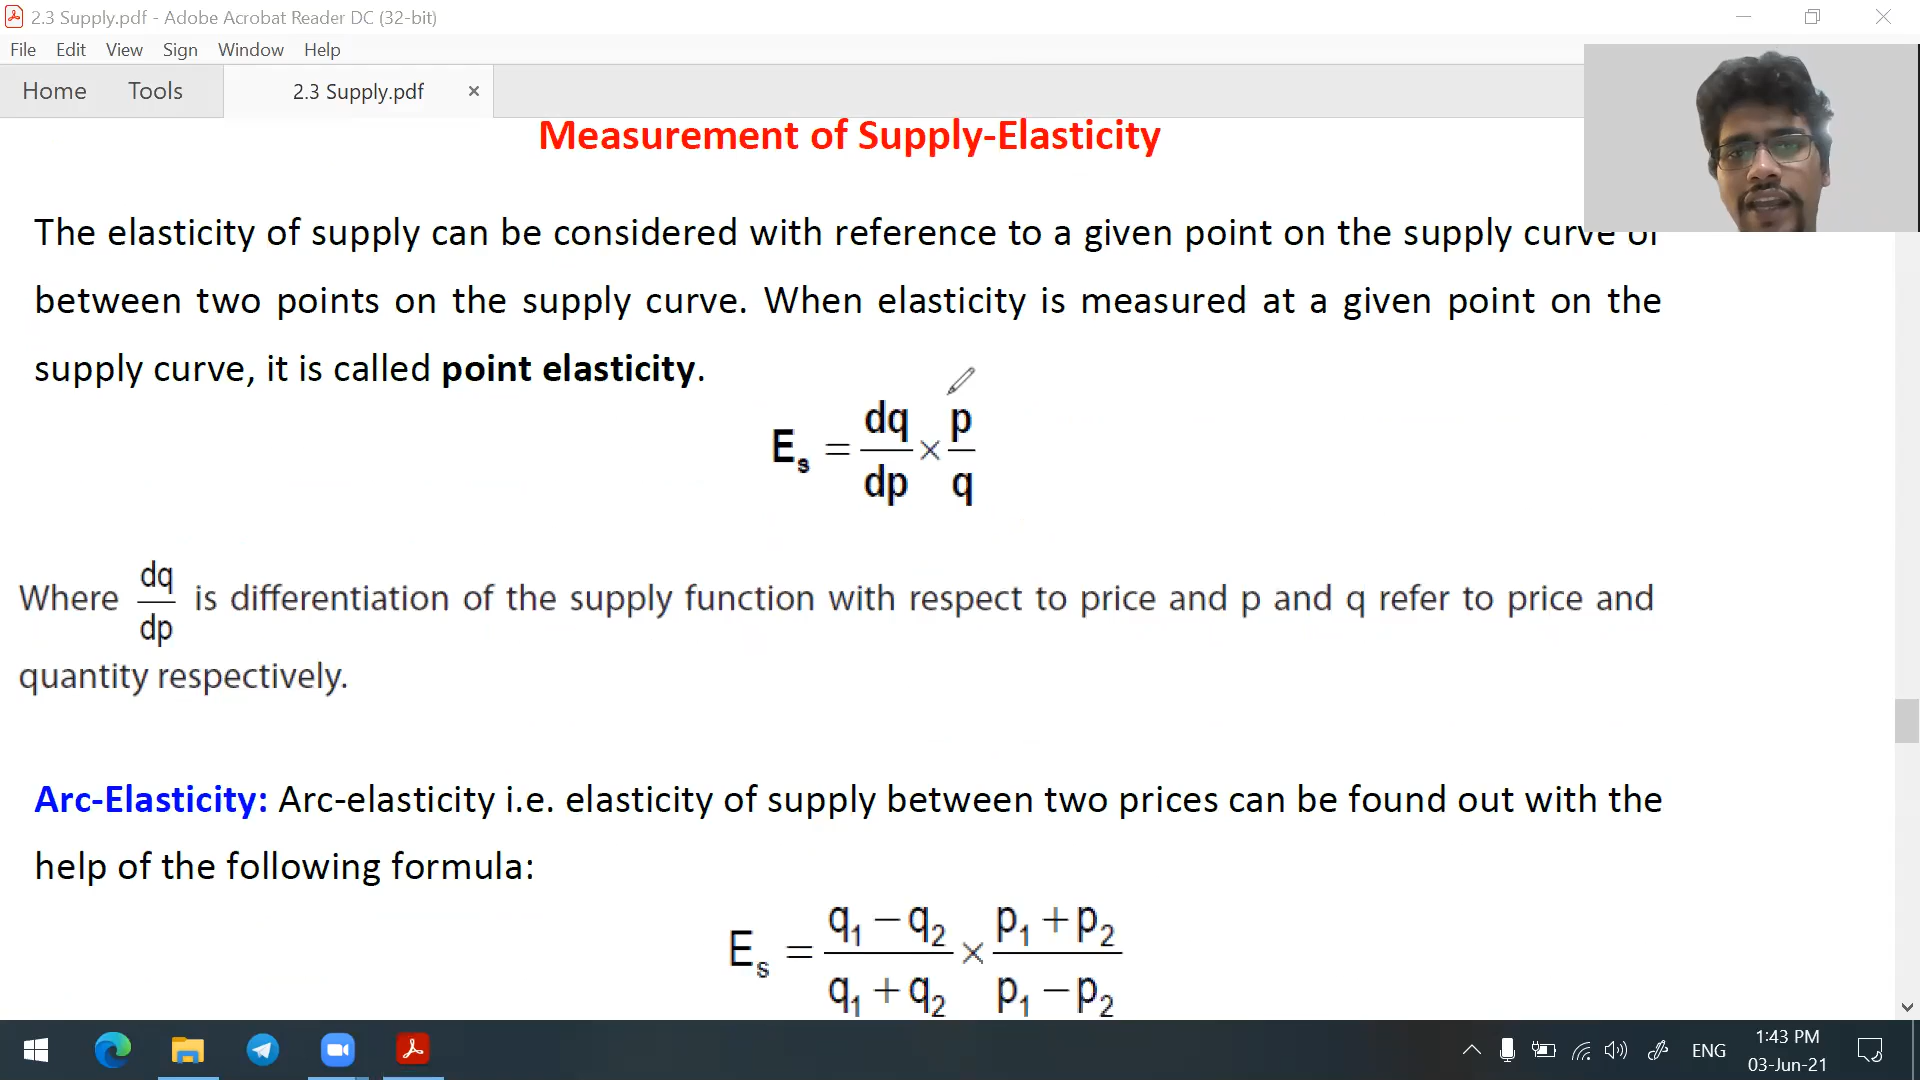 2.3 Supply.pdf - Adobe Acrobat Reader DC (32-bit)
File Edit View Sign Window Help
Home Tools 2.3 Supply.pdf ×
Measurement of Supply-Elasticity
The elasticity of supply can be considered with reference to a given point on the supply curve or
between two points on the supply curve. When elasticity is measured at a given point on the
supply curve, it is called point elasticity.
Eₛ = dq/dp × p/q
Where dq/dp is differentiation of the supply function with respect to price and p and q refer to price and
quantity respectively.
Arc-Elasticity: Arc-elasticity i.e. elasticity of supply between two prices can be found out with the
help of the following formula:
Eₛ = (q₁ − q₂)/(q₁ + q₂) × (p₁ + p₂)/(p₁ − p₂)
ENG
1:43 PM
03-Jun-21